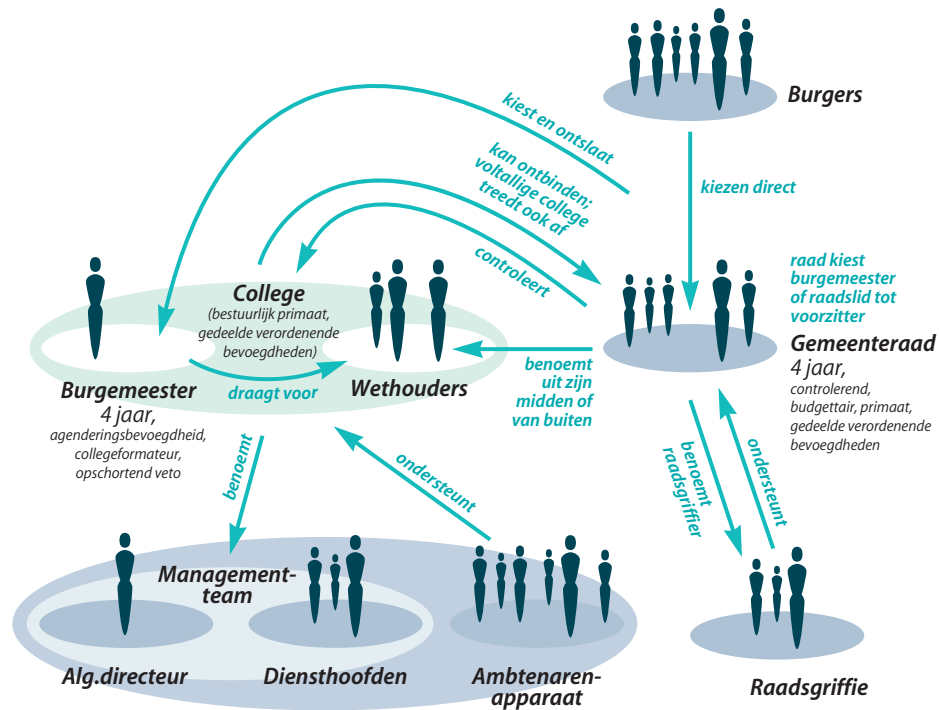 Burgers
kiest en ontslaat
kan ontbinden;
voltallige college
treedt ook af
controleert
kiezen direct
raad kiest
burgemeester
of raadslid tot
voorzitter
Gemeenteraad
4 jaar,
controlerend,
budgettair, primaat,
gedeelde verordenende
bevoegdheden
College
(bestuurlijk primaat,
gedeelde verordenende
bevoegdheden)
Burgemeester
4 jaar,
agenderingsbevoegdheid,
collegeformateur,
opschortend veto
draagt voor
Wethouders
benoemt
uit zijn
midden of
van buiten
benoemt
ondersteunt
benoemt
raadsgriffier
ondersteunt
Management-
team
Alg.directeur
Diensthoofden
Ambtenaren-
apparaat
Raadsgriffie